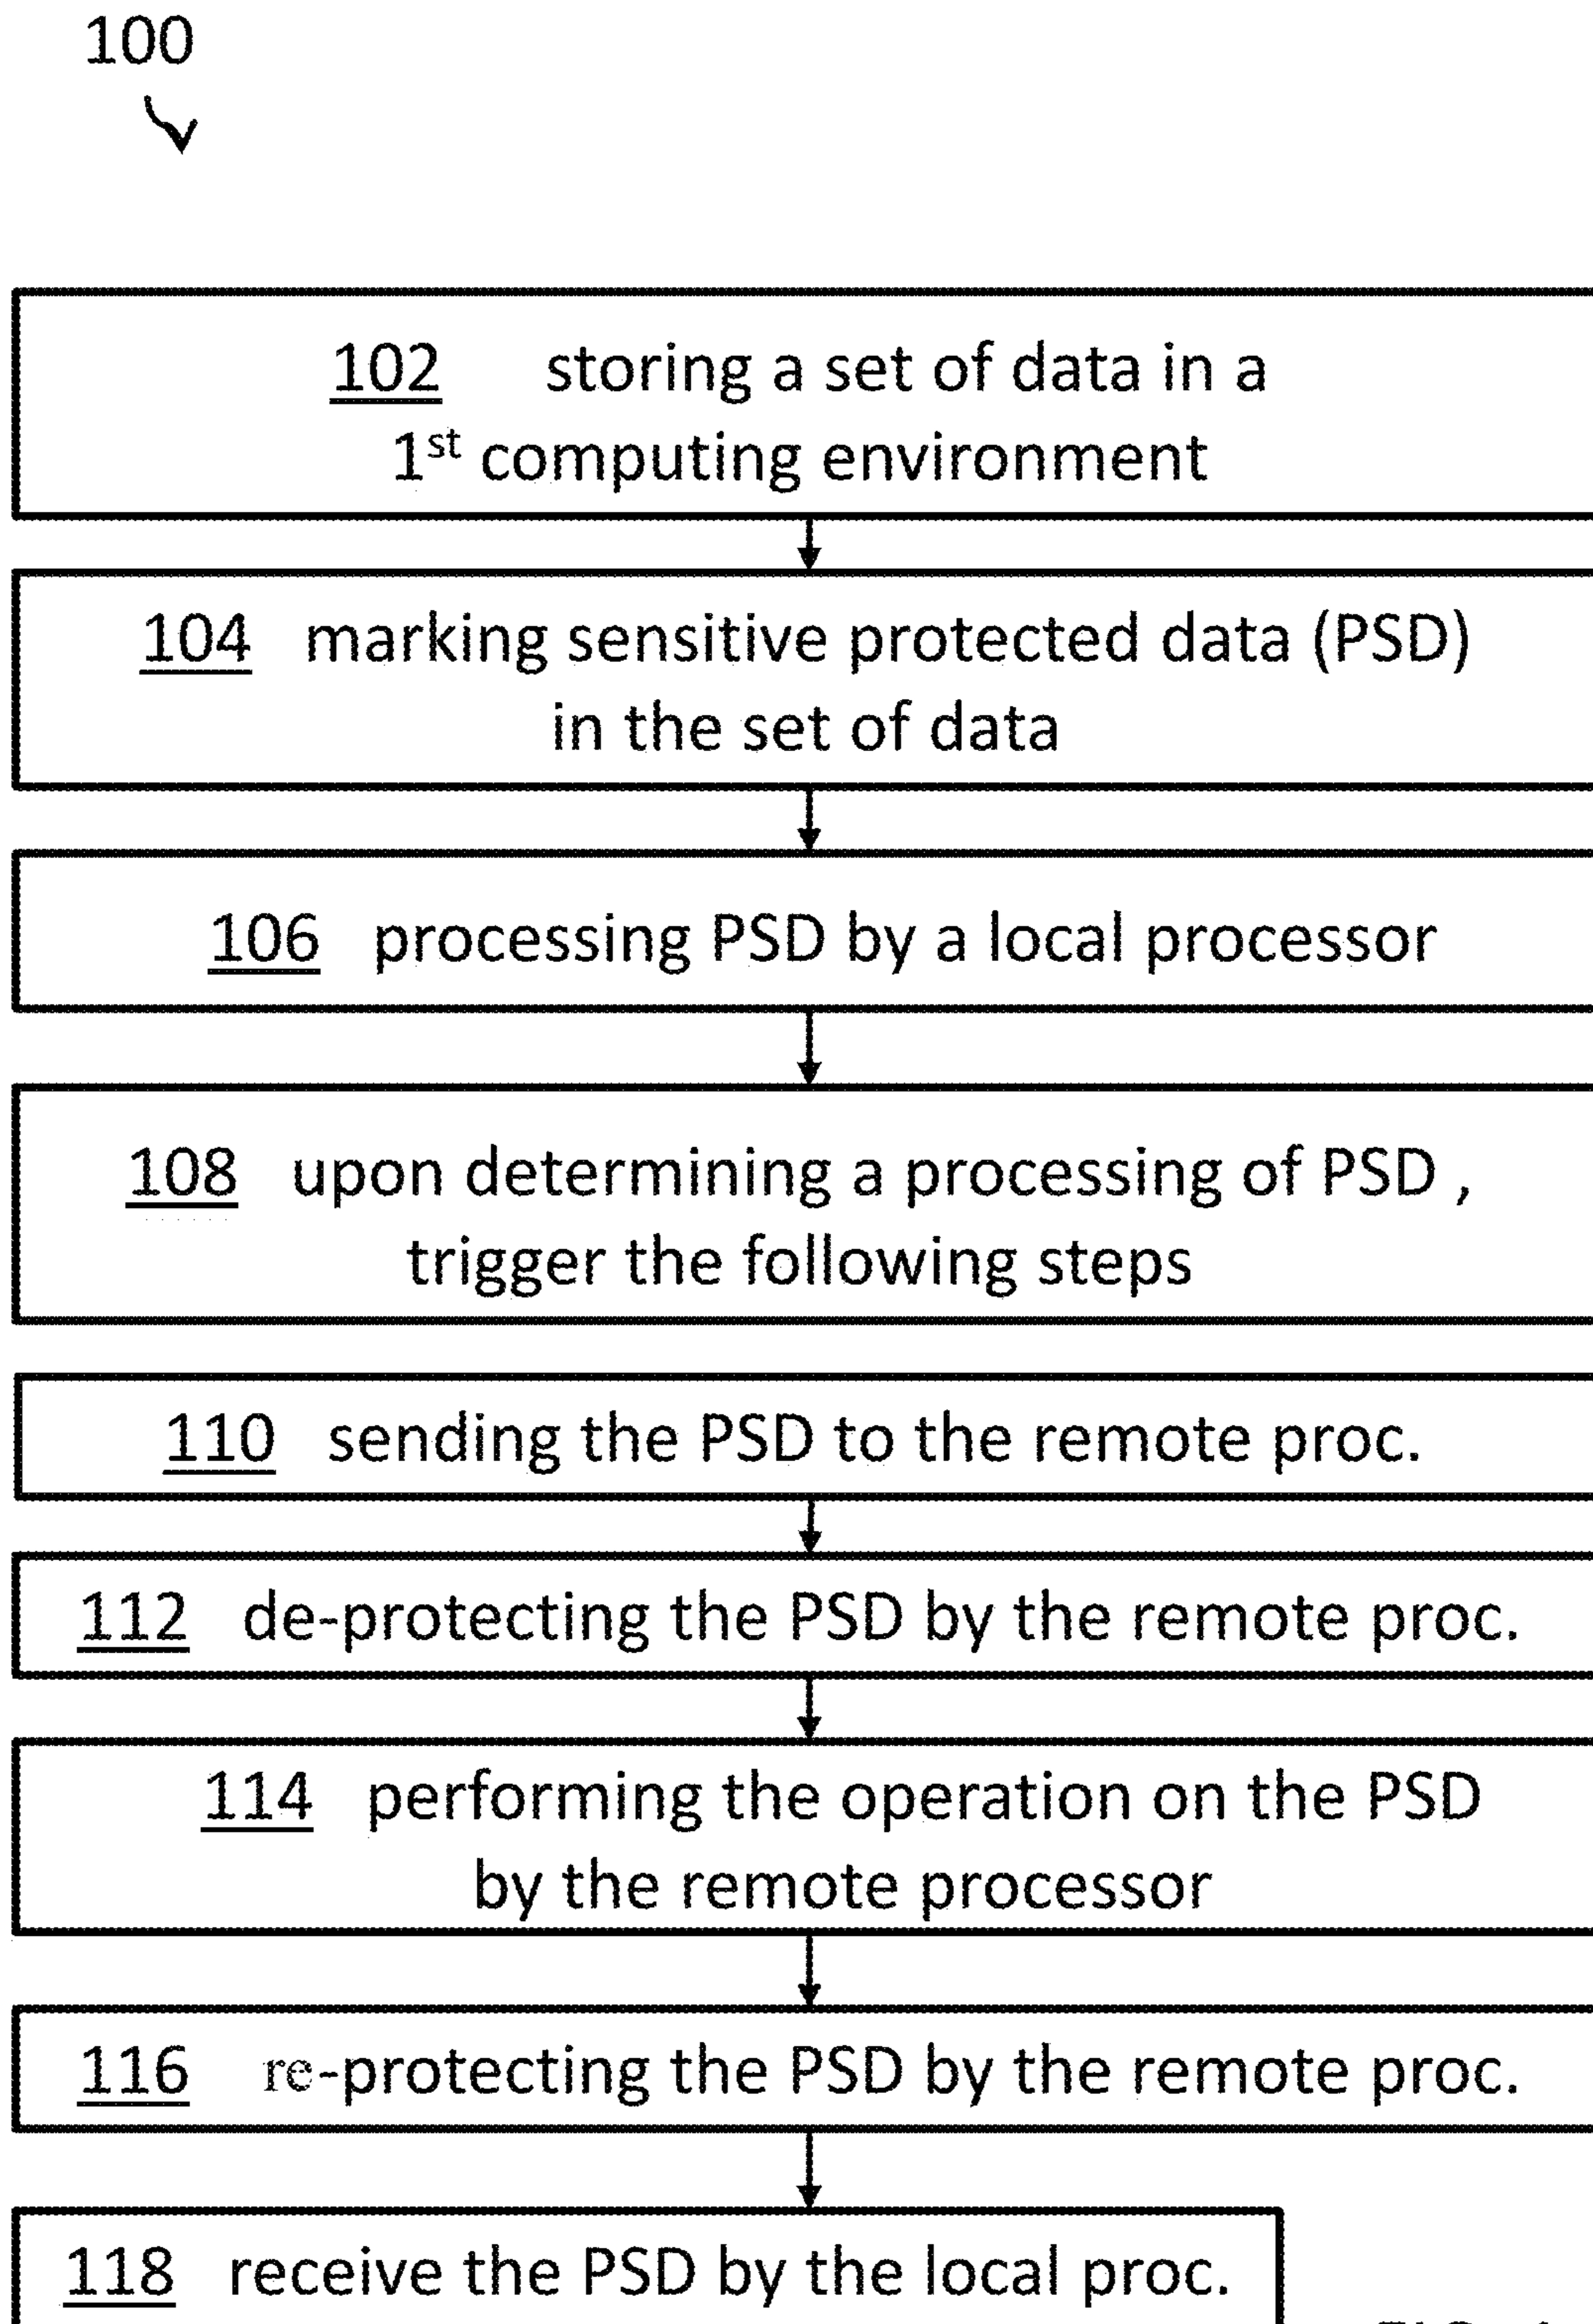 100
102 storing a set of data in a
1st computing environment
104 marking sensitive protected data (PSD)
in the set of data
106 processing PSD by a local processor
108 upon determining a processing of PSD ,
trigger the following steps
110 sending the PSD to the remote proc.
112 de-protecting the PSD by the remote proc.
114 performing the operation on the PSD
by the remote processor
116 re-protecting the PSD by the remote proc.
118 receive the PSD by the local proc.